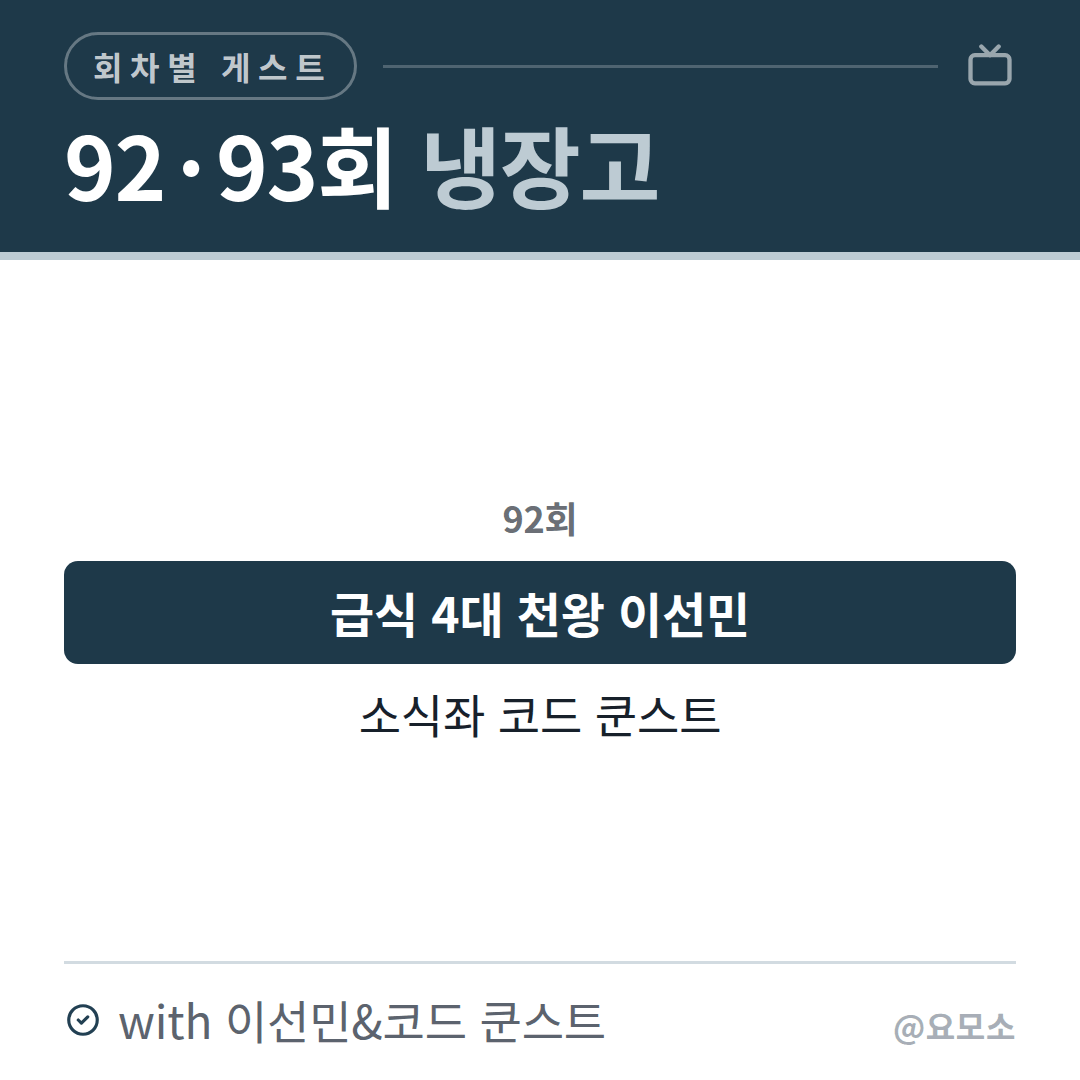 회차별 게스트
92·93회 냉장고
92회
급식 4대 천왕 이선민
소식좌 코드 쿤스트
with 이선민&코드 쿤스트
@요모소